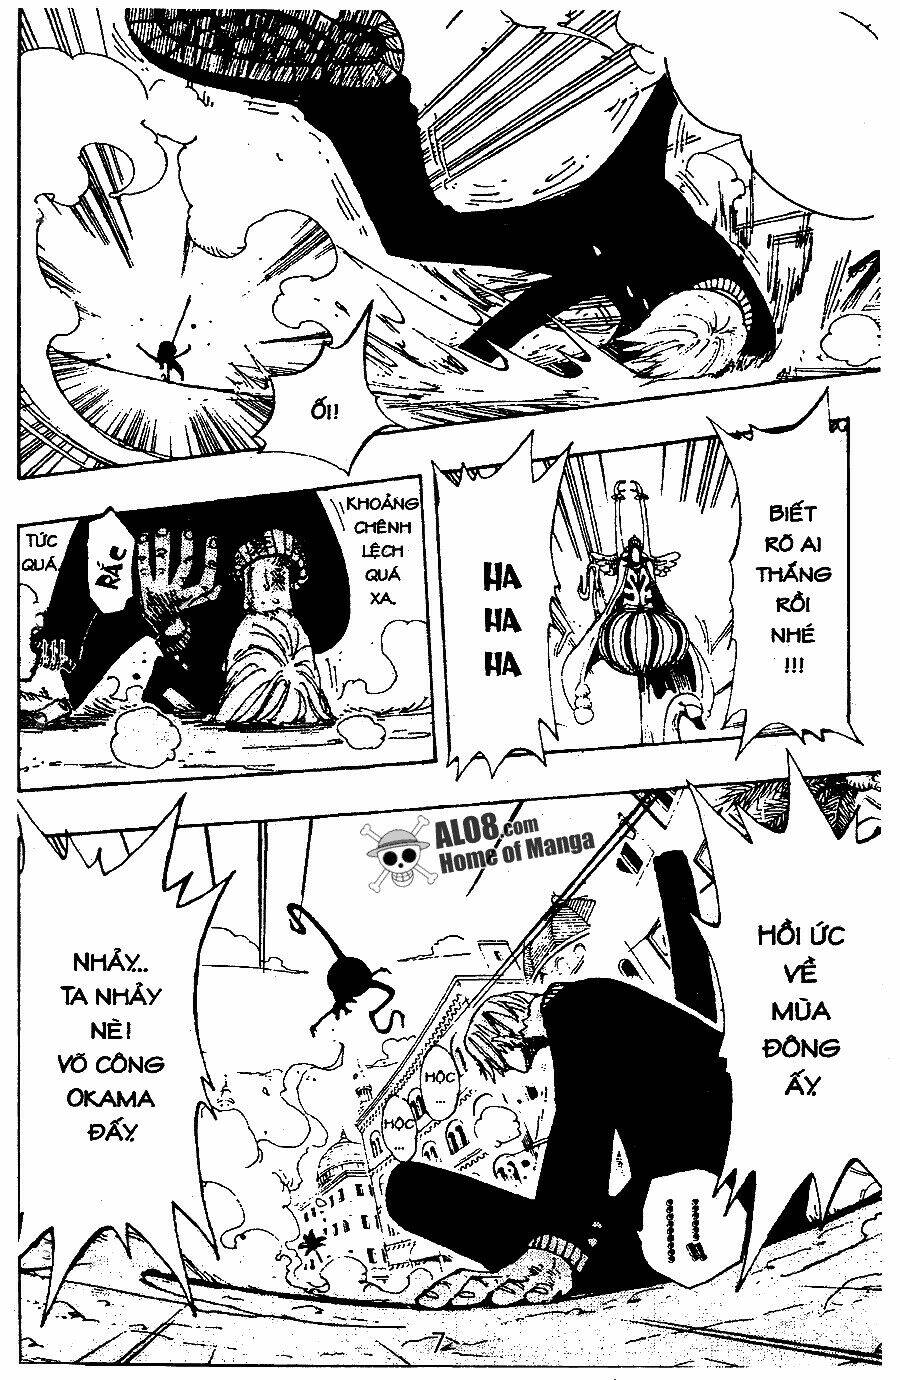 ỐI!!
BIẾT
RÕ AI
THẮNG
RỒI
NHÉ
!!!
HA
HA
HA
KHOẢNG
CHÊNH
LỆCH
QUÁ
XA.
RẮC
TỨC
QUÁ.
ALO8.com
Home of Manga
HỒI ỨC
VỀ
MÙA
ĐÔNG
ẤY.
HỘC
...
HỘC
...
NHẢY...
TA NHẢY
NÈ!
VÕ CÔNG
OKAMA
ĐẤY.
7